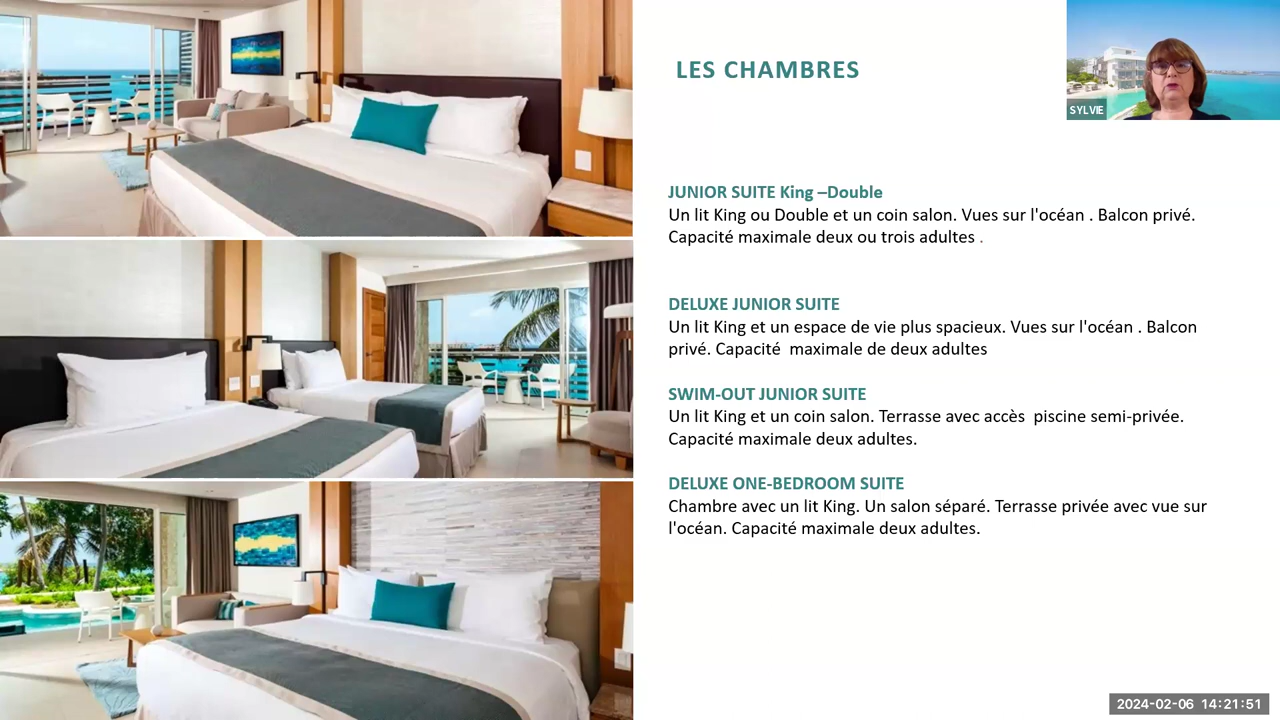 LES CHAMBRES
SYLVIE
JUNIOR SUITE King –Double
Un lit King ou Double et un coin salon. Vues sur l'océan . Balcon privé.
Capacité maximale deux ou trois adultes .
DELUXE JUNIOR SUITE
Un lit King et un espace de vie plus spacieux. Vues sur l'océan . Balcon
privé. Capacité  maximale de deux adultes
SWIM-OUT JUNIOR SUITE
Un lit King et un coin salon. Terrasse avec accès  piscine semi-privée.
Capacité maximale deux adultes.
DELUXE ONE-BEDROOM SUITE
Chambre avec un lit King. Un salon séparé. Terrasse privée avec vue sur
l'océan. Capacité maximale deux adultes.
2024-02-06 14:21:51